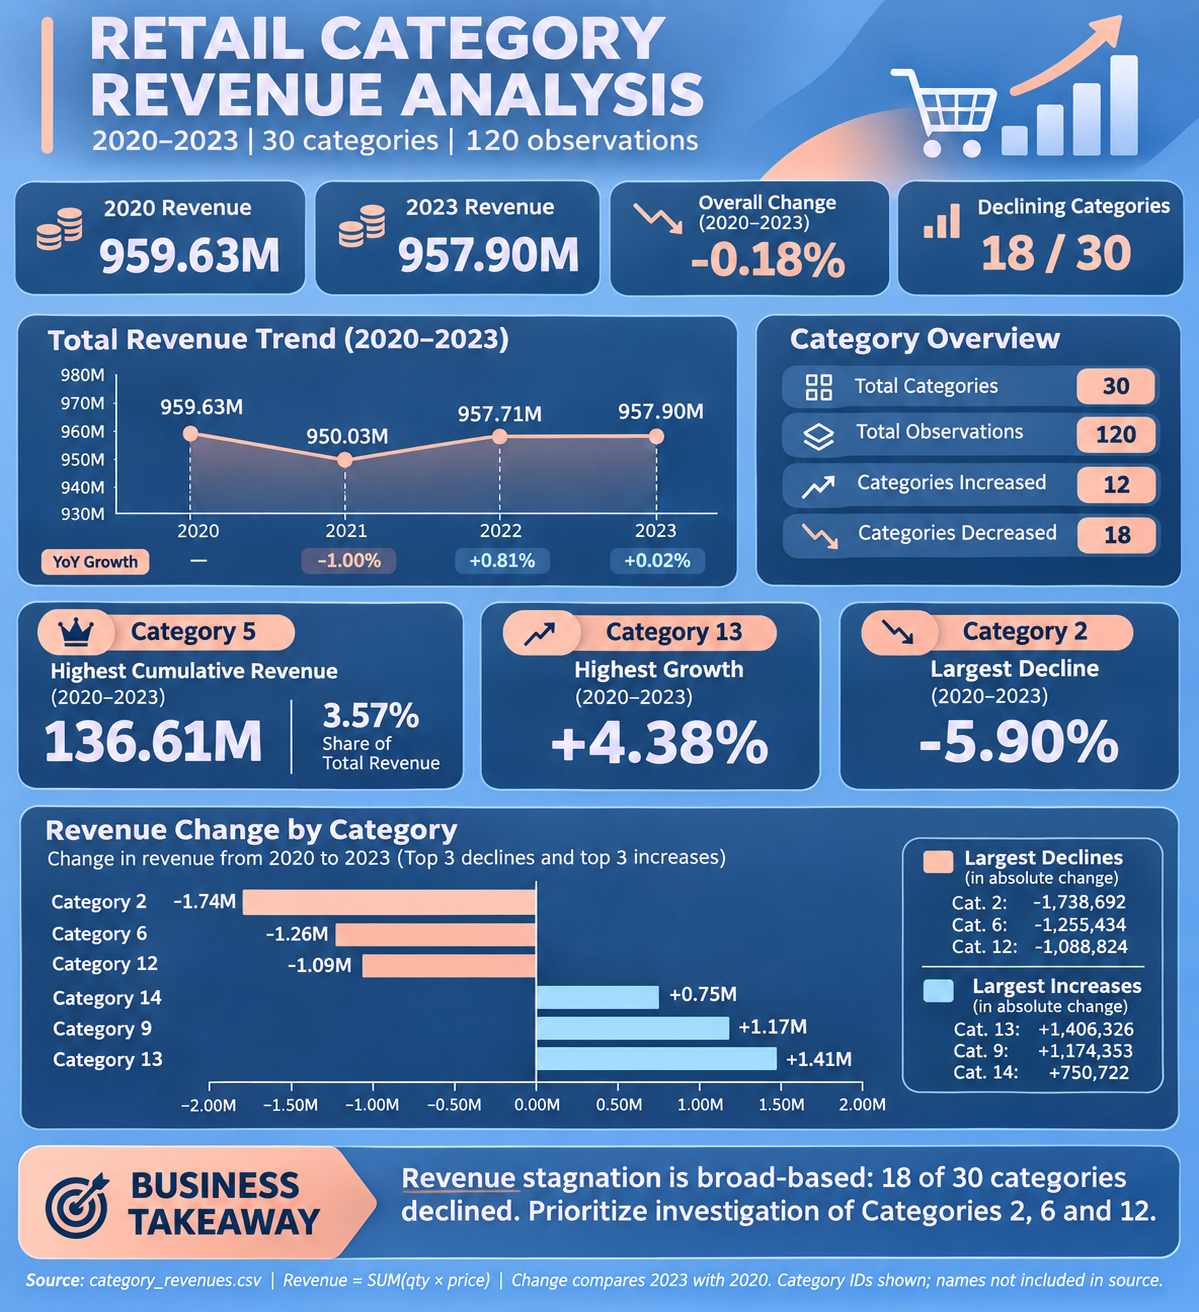 RETAIL CATEGORY
REVENUE ANALYSIS
2020–2023 | 30 categories | 120 observations
2020 Revenue
959.63M
2023 Revenue
957.90M
Overall Change
(2020–2023)
-0.18%
Declining Categories
18 / 30
Total Revenue Trend (2020–2023)
980M
970M
960M
950M
940M
930M
959.63M
950.03M
957.71M
957.90M
2020
2021
2022
2023
YoY Growth
—
-1.00%
+0.81%
+0.02%
Category Overview
Total Categories
30
Total Observations
120
Categories Increased
12
Categories Decreased
18
Category 5
Highest Cumulative Revenue
(2020–2023)
136.61M
3.57%
Share of
Total Revenue
Category 13
Highest Growth
(2020–2023)
+4.38%
Category 2
Largest Decline
(2020–2023)
-5.90%
Revenue Change by Category
Change in revenue from 2020 to 2023 (Top 3 declines and top 3 increases)
Category 2 -1.74M
Category 6 -1.26M
Category 12 -1.09M
Category 14 +0.75M
Category 9 +1.17M
Category 13 +1.41M
-2.00M -1.50M -1.00M -0.50M 0.00M 0.50M 1.00M 1.50M 2.00M
Largest Declines
(in absolute change)
Cat. 2: -1,738,692
Cat. 6: -1,255,434
Cat. 12: -1,088,824
Largest Increases
(in absolute change)
Cat. 13: +1,406,326
Cat. 9: +1,174,353
Cat. 14: +750,722
BUSINESS
TAKEAWAY
Revenue stagnation is broad-based: 18 of 30 categories
declined. Prioritize investigation of Categories 2, 6 and 12.
Source: category_revenues.csv | Revenue = SUM(qty × price) | Change compares 2023 with 2020. Category IDs shown; names not included in source.